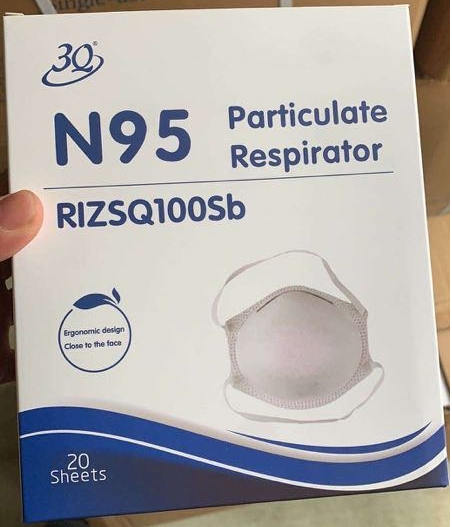 3Q®
N95
Particulate
Respirator
RIZSQ100Sb
Ergonomic design
Close to the face
20
Sheets